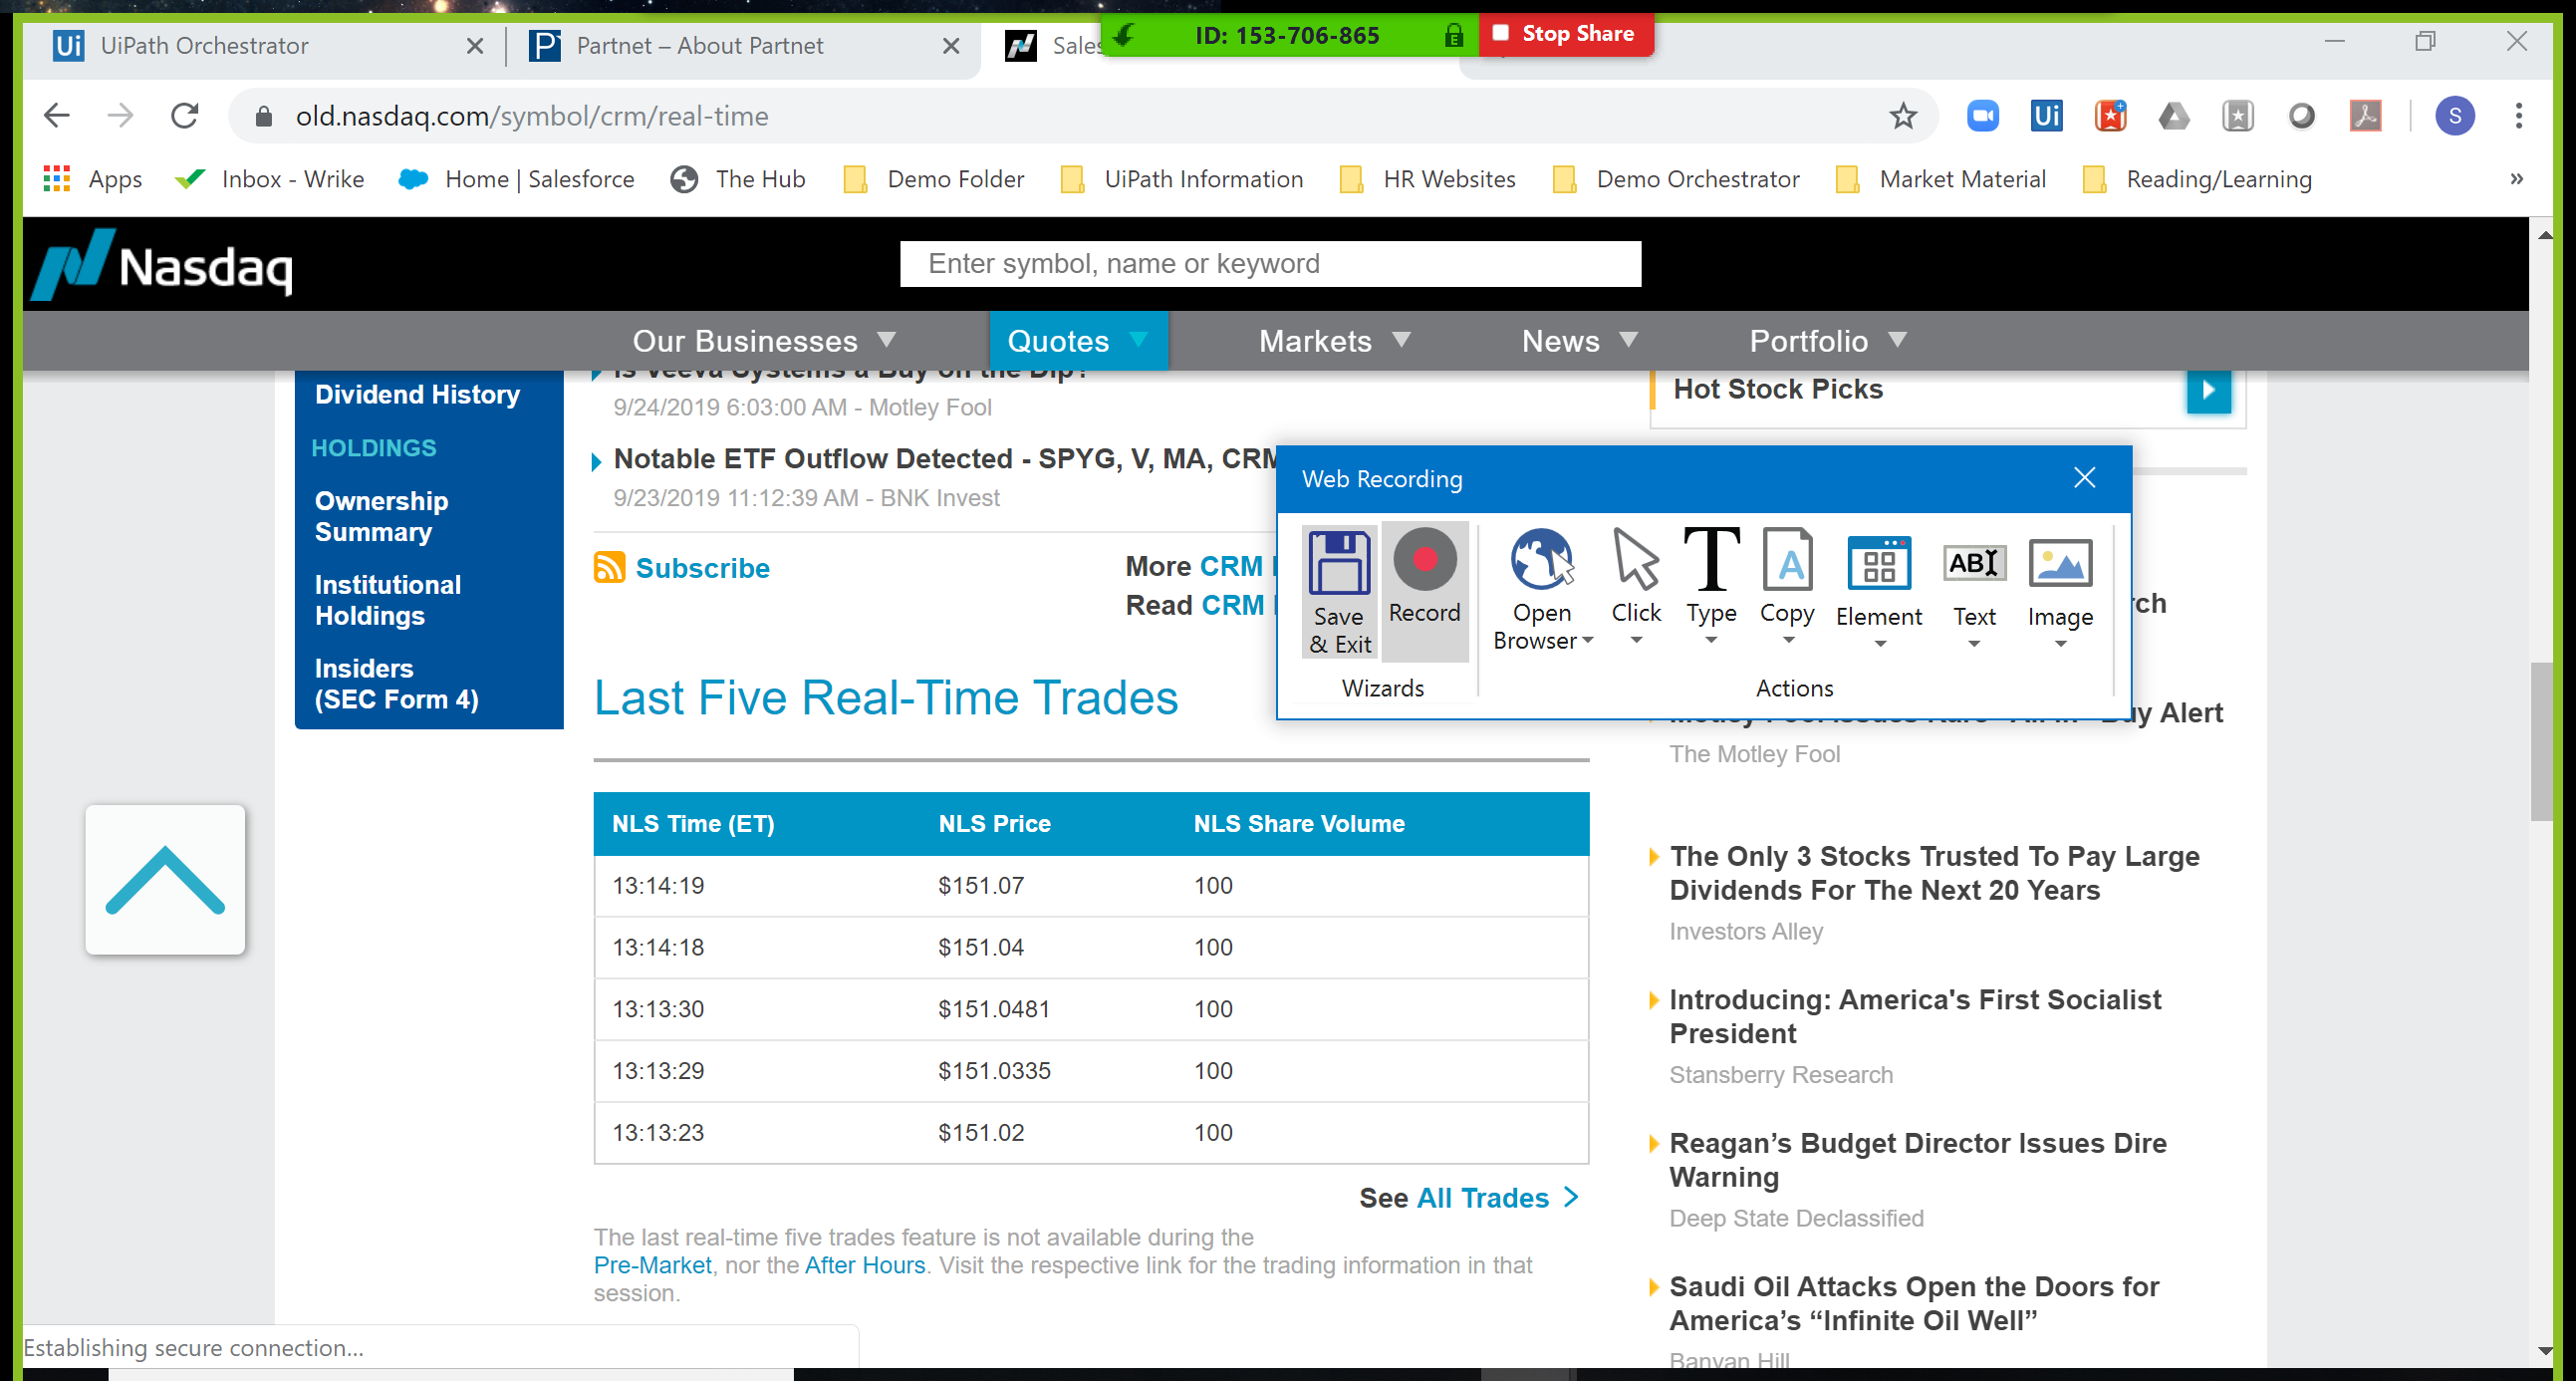 UiPath Orchestrator
Partnet – About Partnet
Sales
ID: 153-706-865
Stop Share
old.nasdaq.com/symbol/crm/real-time
Apps
Inbox - Wrike
Home | Salesforce
The Hub
Demo Folder
UiPath Information
HR Websites
Demo Orchestrator
Market Material
Reading/Learning
»
Nasdaq
Enter symbol, name or keyword
Our Businesses
Quotes
Markets
News
Portfolio
Dividend History
HOLDINGS
Ownership
Summary
Institutional
Holdings
Insiders
(SEC Form 4)
Is Veeva Systems a Buy on the Dip?
9/24/2019 6:03:00 AM - Motley Fool
Notable ETF Outflow Detected - SPYG, V, MA, CRM
9/23/2019 11:12:39 AM - BNK Invest
Subscribe
More CRM
Read CRM
Last Five Real-Time Trades
NLS Time (ET) NLS Price NLS Share Volume
13:14:19 $151.07 100
13:14:18 $151.04 100
13:13:30 $151.0481 100
13:13:29 $151.0335 100
13:13:23 $151.02 100
See All Trades >
The last real-time five trades feature is not available during the
Pre-Market, nor the After Hours. Visit the respective link for the trading information in that
session.
Web Recording
Save
& Exit
Record
Open
Browser
Click
Type
Copy
Element
Text
Image
Wizards
Actions
Hot Stock Picks
Buy Alert
The Motley Fool
The Only 3 Stocks Trusted To Pay Large
Dividends For The Next 20 Years
Investors Alley
Introducing: America's First Socialist
President
Stansberry Research
Reagan’s Budget Director Issues Dire
Warning
Deep State Declassified
Saudi Oil Attacks Open the Doors for
America’s “Infinite Oil Well”
Banyan Hill
Establishing secure connection...